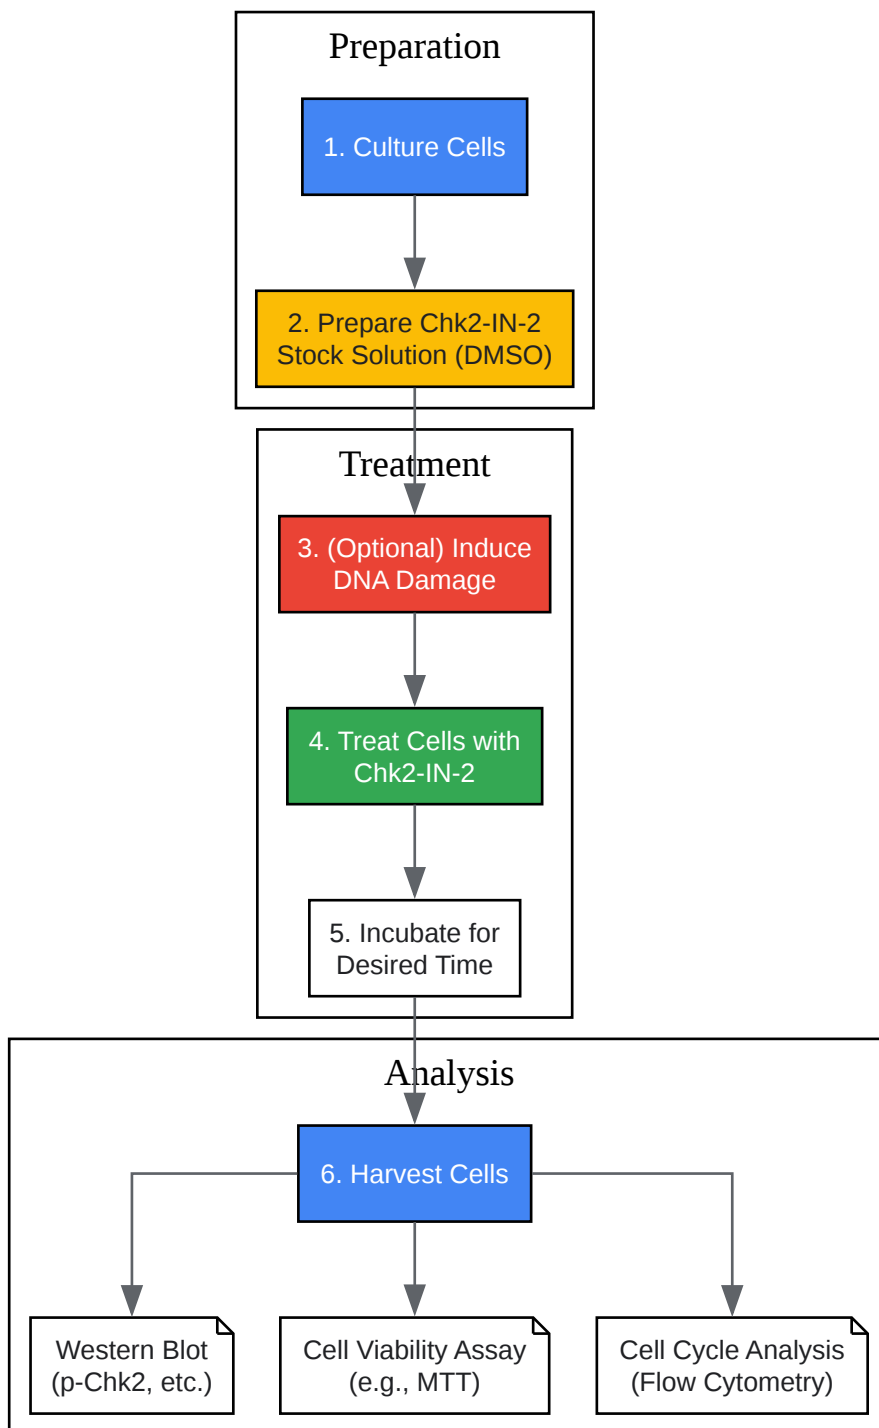 Preparation
1. Culture Cells
2. Prepare Chk2-IN-2
Stock Solution (DMSO)
Treatment
3. (Optional) Induce
DNA Damage
4. Treat Cells with
Chk2-IN-2
5. Incubate for
Desired Time
Analysis
6. Harvest Cells
Western Blot
(p-Chk2, etc.)
Cell Viability Assay
(e.g., MTT)
Cell Cycle Analysis
(Flow Cytometry)